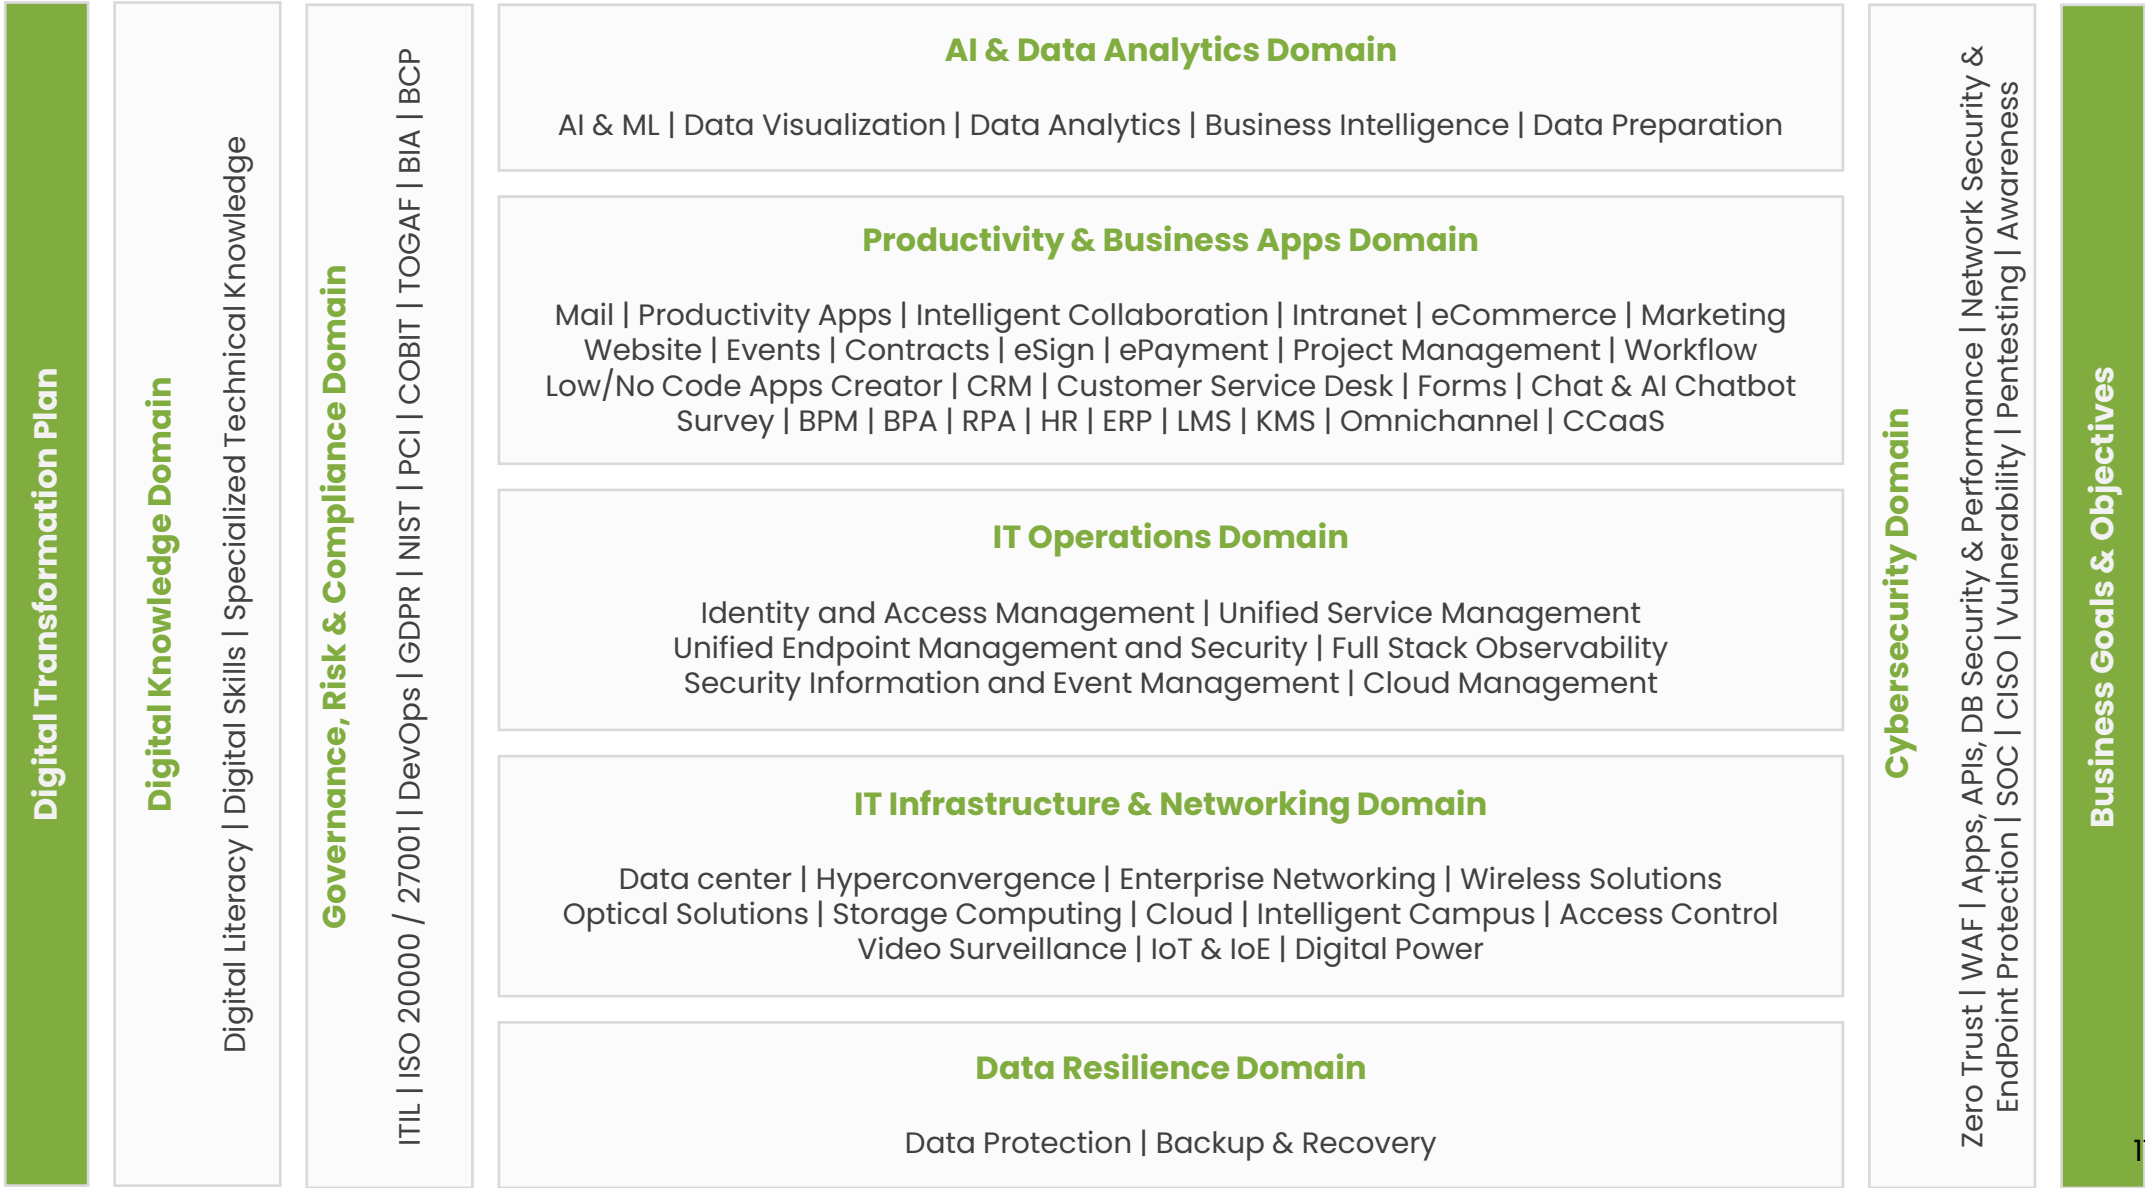 Digital Transformation Plan
Digital Knowledge Domain
Digital Literacy | Digital Skills | Specialized Technical Knowledge
Governance, Risk & Compliance Domain
ITIL | ISO 20000 / 27001 | DevOps | GDPR | NIST | PCI | COBIT | TOGAF | BIA | BCP
AI & Data Analytics Domain
AI & ML | Data Visualization | Data Analytics | Business Intelligence | Data Preparation
Productivity & Business Apps Domain
Mail | Productivity Apps | Intelligent Collaboration | Intranet | eCommerce | Marketing
Website | Events | Contracts | eSign | ePayment | Project Management | Workflow
Low/No Code Apps Creator | CRM | Customer Service Desk | Forms | Chat & AI Chatbot
Survey | BPM | BPA | RPA | HR | ERP | LMS | KMS | Omnichannel | CCaaS
IT Operations Domain
Identity and Access Management | Unified Service Management
Unified Endpoint Management and Security | Full Stack Observability
Security Information and Event Management | Cloud Management
IT Infrastructure & Networking Domain
Data center | Hyperconvergence | Enterprise Networking | Wireless Solutions
Optical Solutions | Storage Computing | Cloud | Intelligent Campus | Access Control
Video Surveillance | IoT & IoE | Digital Power
Data Resilience Domain
Data Protection | Backup & Recovery
Cybersecurity Domain
Zero Trust | WAF | Apps, APIs, DB Security & Performance | Network Security &
EndPoint Protection | SOC | CISO | Vulnerability | Pentesting | Awareness
Business Goals & Objectives